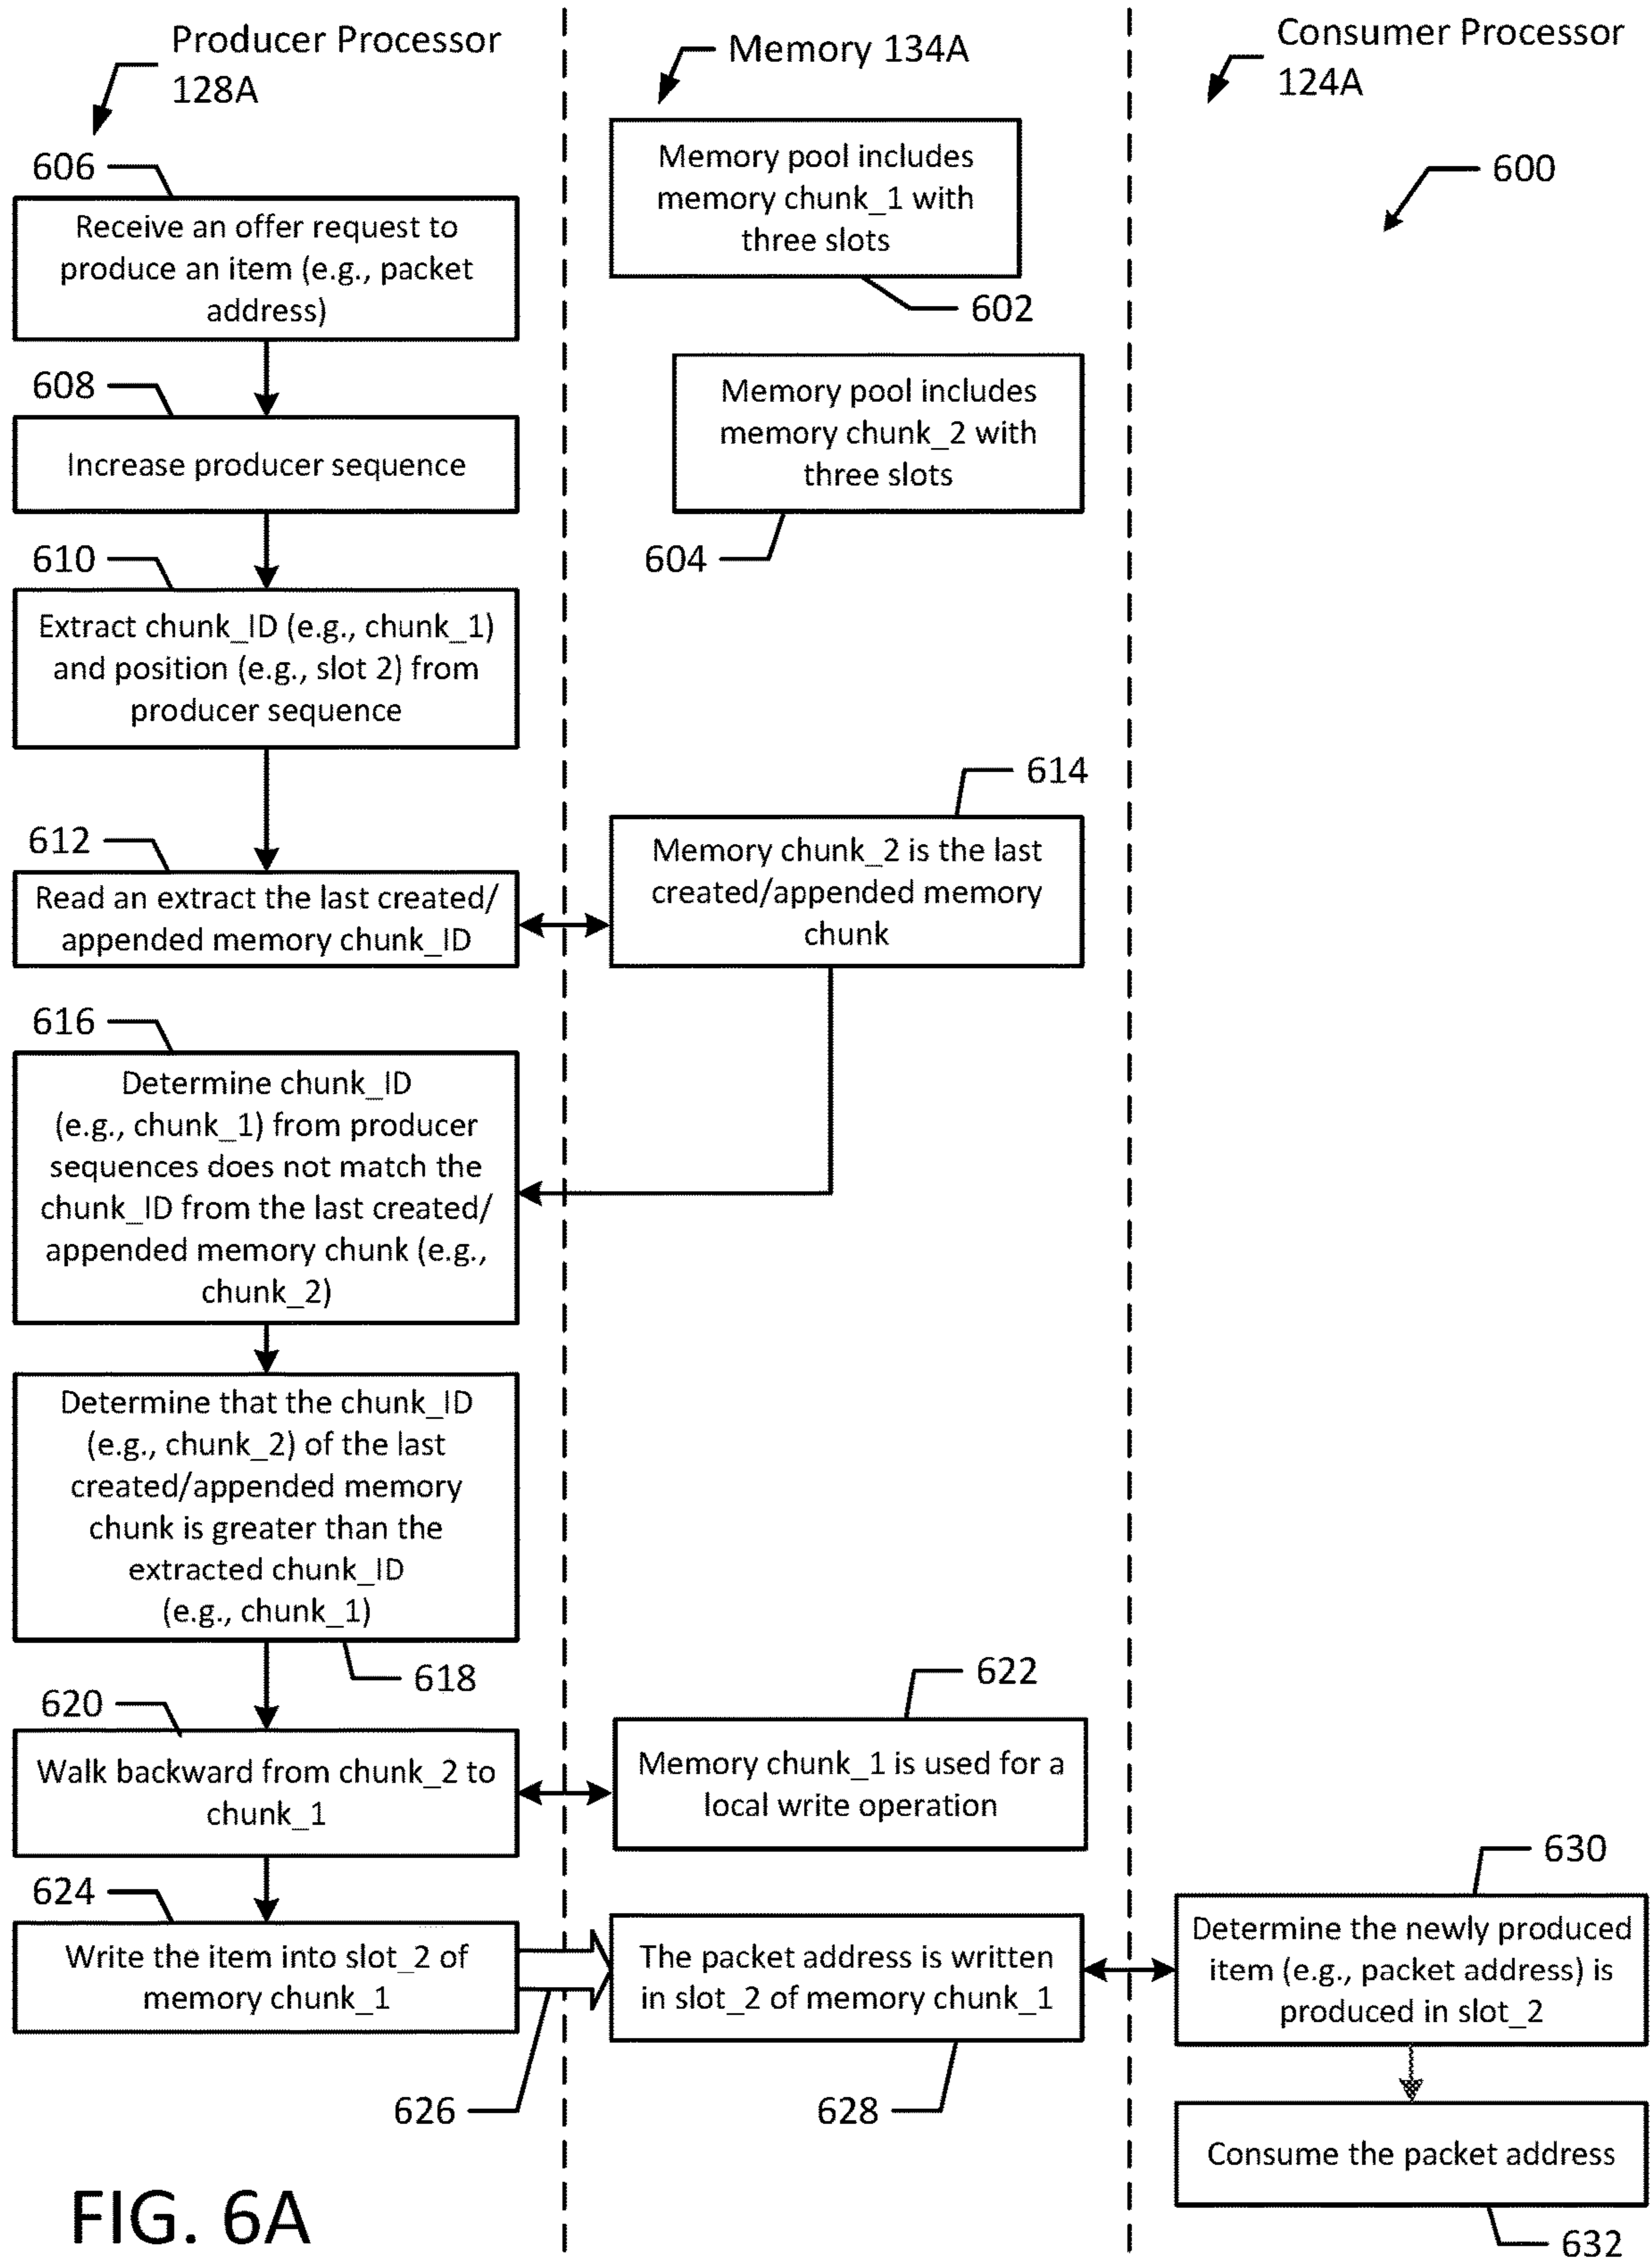 Producer Processor
128A
Memory 134A
Consumer Processor
124A
600
606
Receive an offer request to
produce an item (e.g., packet
address)
Memory pool includes
memory chunk_1 with
three slots
602
608
Increase producer sequence
Memory pool includes
memory chunk_2 with
three slots
604
610
Extract chunk_ID (e.g., chunk_1)
and position (e.g., slot 2) from
producer sequence
612
Read an extract the last created/
appended memory chunk_ID
614
Memory chunk_2 is the last
created/appended memory
chunk
616
Determine chunk_ID
(e.g., chunk_1) from producer
sequences does not match the
chunk_ID from the last created/
appended memory chunk (e.g.,
chunk_2)
Determine that the chunk_ID
(e.g., chunk_2) of the last
created/appended memory
chunk is greater than the
extracted chunk_ID
(e.g., chunk_1)
618
620
Walk backward from chunk_2 to
chunk_1
622
Memory chunk_1 is used for a
local write operation
624
Write the item into slot_2 of
memory chunk_1
626
The packet address is written
in slot_2 of memory chunk_1
628
630
Determine the newly produced
item (e.g., packet address) is
produced in slot_2
Consume the packet address
632
FIG. 6A